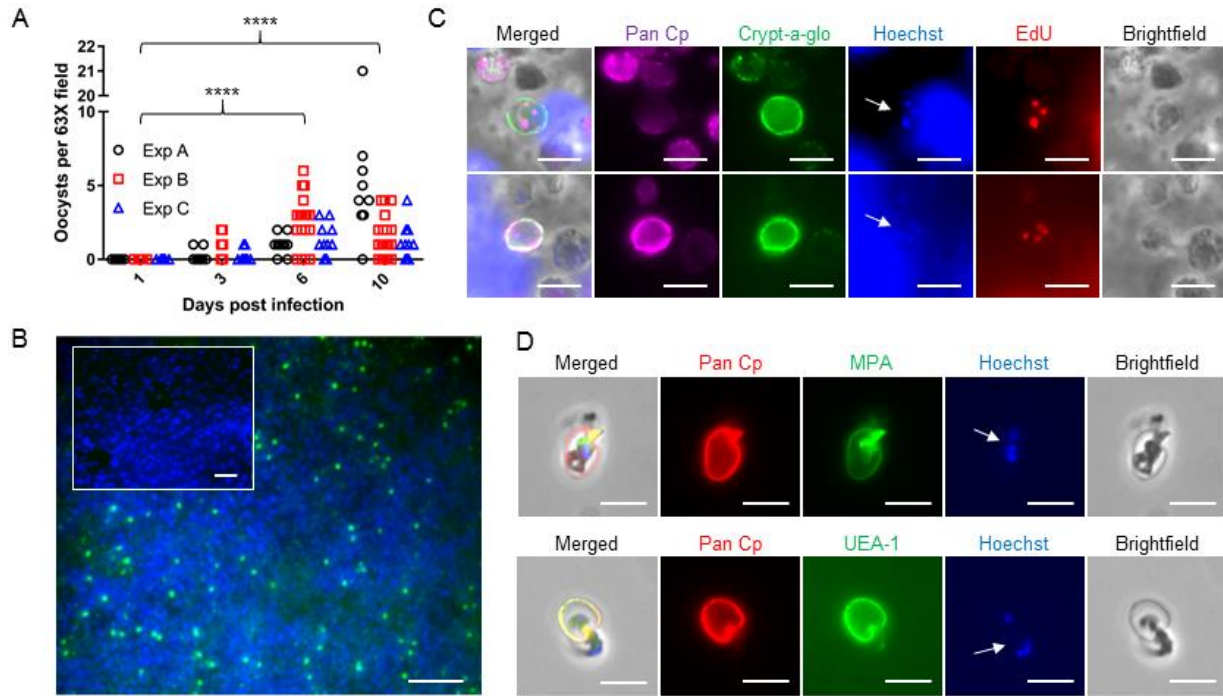 A
Oocysts per 63X field
22
21
20
10
5
0
****
****
Exp A
Exp B
Exp C
1
3
6
10
Days post infection
B
C
Merged
Pan Cp
Crypt-a-glo
Hoechst
EdU
Brightfield
D
Merged
Pan Cp
MPA
Hoechst
Brightfield
Merged
Pan Cp
UEA-1
Hoechst
Brightfield